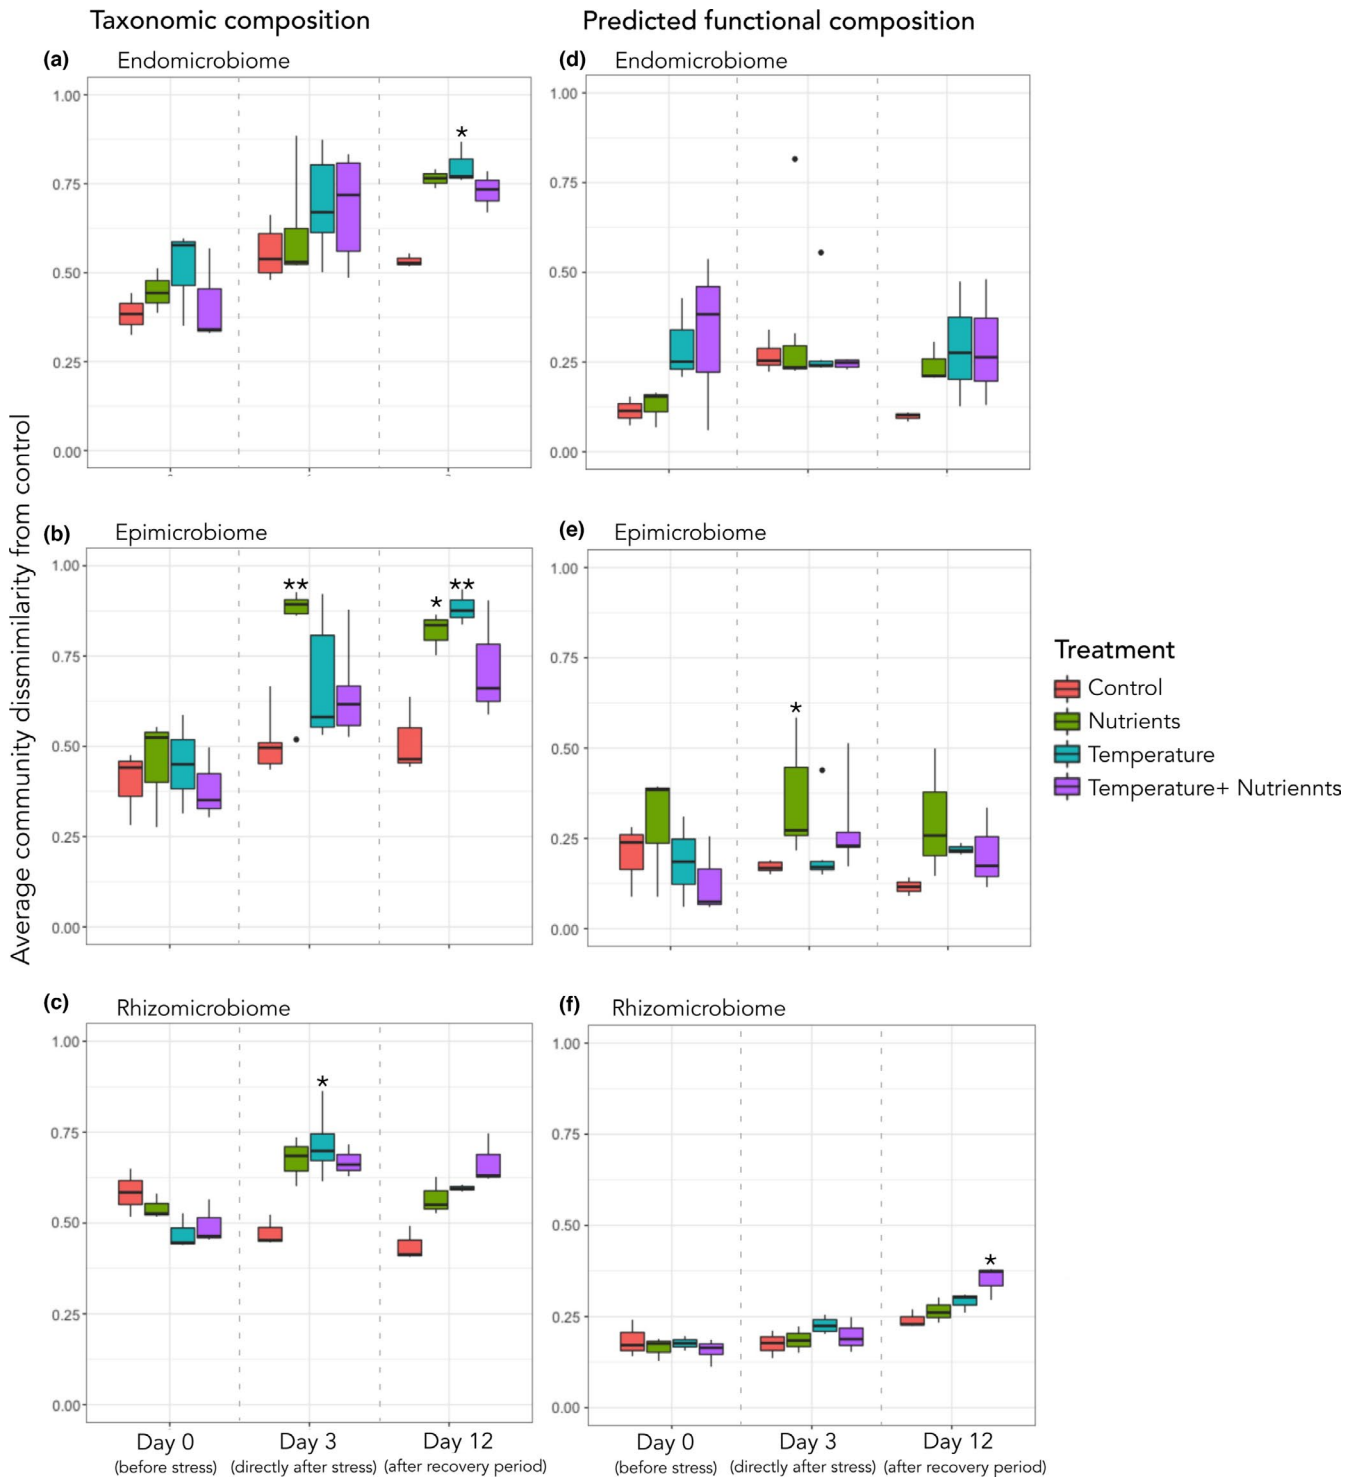 Taxonomic composition
Predicted functional composition
(a) Endomicrobiome
(d) Endomicrobiome
1.00
0.75
0.50
0.25
0.00
*
1.00
0.75
0.50
0.25
0.00
Average community dissmimilarity from control
(b) Epimicrobiome
(e) Epimicrobiome
1.00
0.75
0.50
0.25
0.00
**
*
**
1.00
0.75
0.50
0.25
0.00
*
Treatment
Control
Nutrients
Temperature
Temperature+ Nutriennts
(c) Rhizomicrobiome
(f) Rhizomicrobiome
1.00
0.75
0.50
0.25
0.00
*
1.00
0.75
0.50
0.25
0.00
*
Day 0
(before stress)
Day 3
(directly after stress)
Day 12
(after recovery period)
Day 0
(before stress)
Day 3
(directly after stress)
Day 12
(after recovery period)